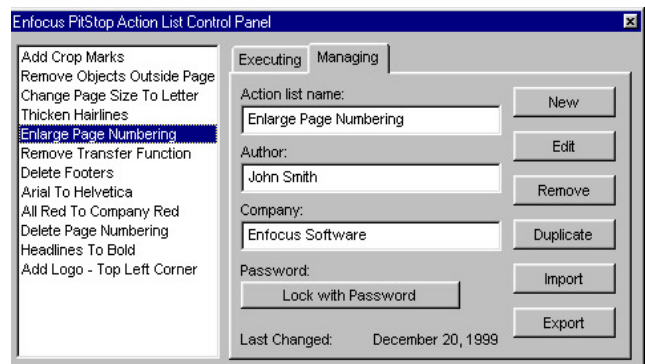 Enfocus PitStop Action List Control Panel
Add Crop Marks
Remove Objects Outside Page
Change Page Size To Letter
Thicken Hairlines
Enlarge Page Numbering
Remove Transfer Function
Delete Footers
Arial To Helvetica
All Red To Company Red
Delete Page Numbering
Headlines To Bold
Add Logo - Top Left Corner
Executing
Managing
Action list name:
Enlarge Page Numbering
Author:
John Smith
Company:
Enfocus Software
Password:
Lock with Password
Last Changed: December 20, 1999
New
Edit
Remove
Duplicate
Import
Export